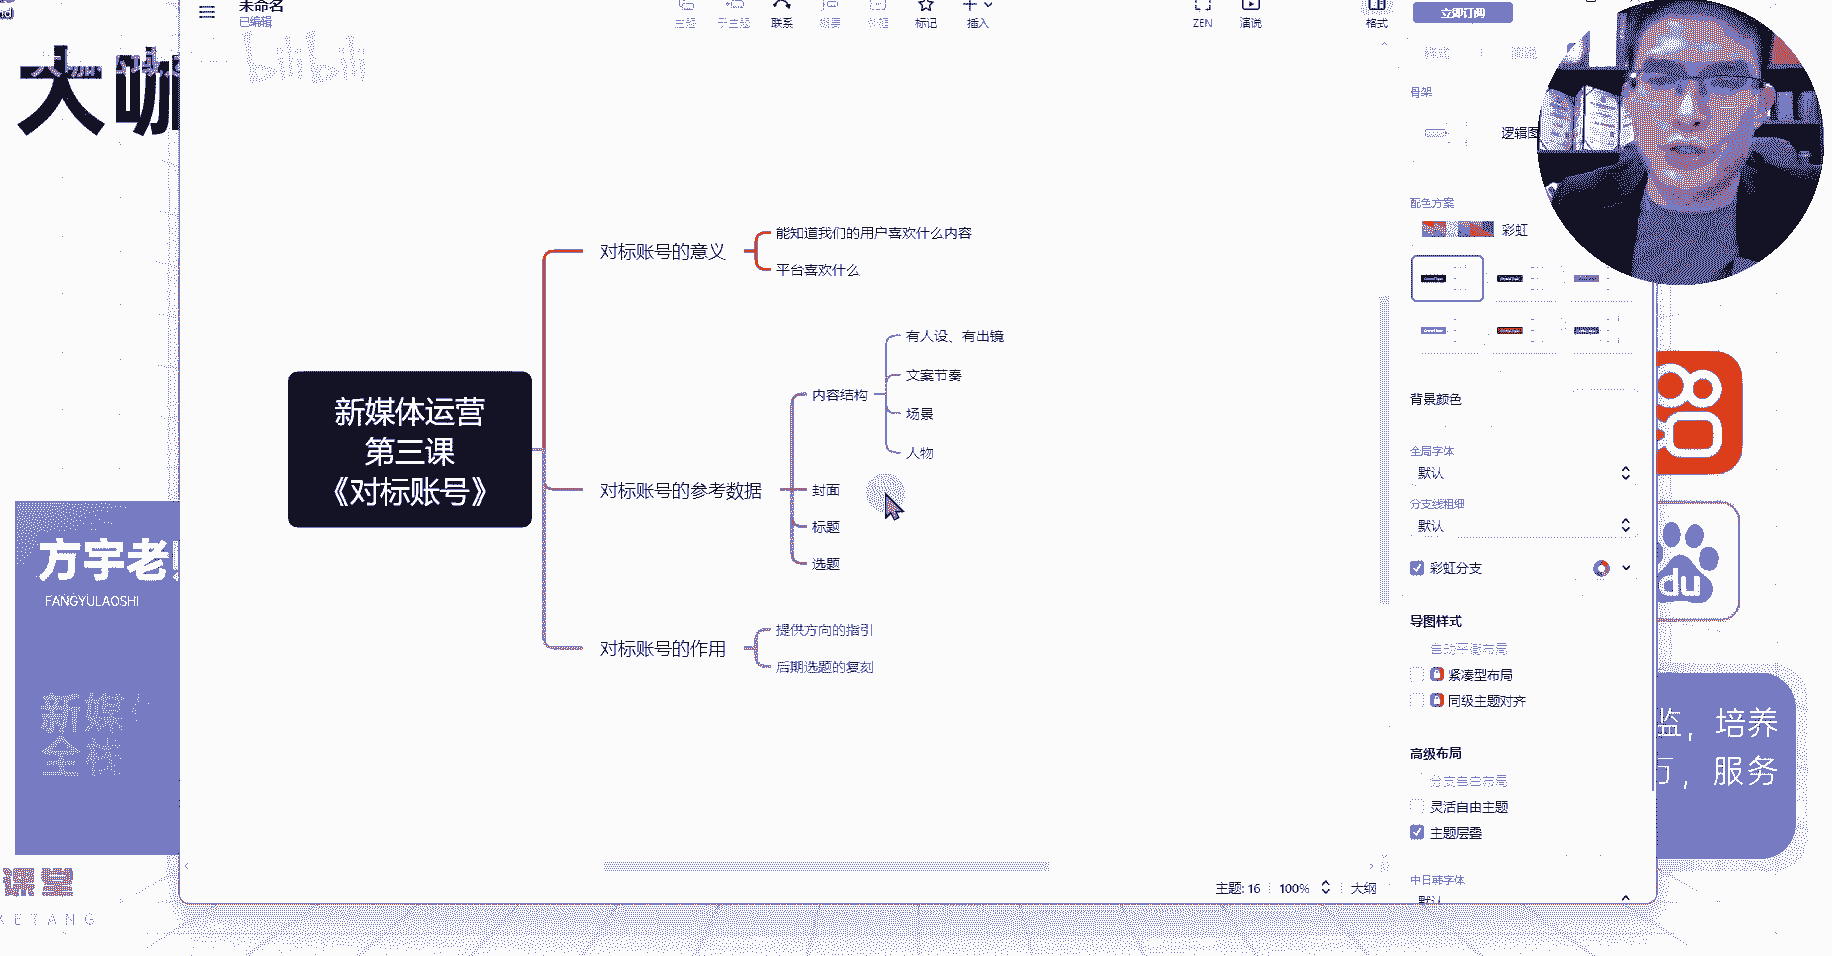 未命名
已编辑
主题
子主题
联系
概要
外框
标记
插入
ZEN
演说
格式
立即订阅
bilibili
大咖
骨架
逻辑图
配色方案
彩虹
能知道我们的用户喜欢什么内容
对标账号的意义
平台喜欢什么
有人设、有出镜
文案节奏
内容结构
场景
人物
新媒体运营
第三课
《对标账号》
对标账号的参考数据
封面
标题
选题
提供方向的指引
对标账号的作用
后期选题的复刻
背景颜色
全局字体
默认
分支线粗细
默认
彩虹分支
导图样式
自动平衡布局
紧凑型布局
同级主题对齐
高级布局
分支自由布局
灵活自由主题
主题层叠
中日韩字体
默认
主题: 16
100%
大纲
方宇老
FANGYULAOSHI
新媒
全栈
课堂
KETANG
du
监，培养
万，服务